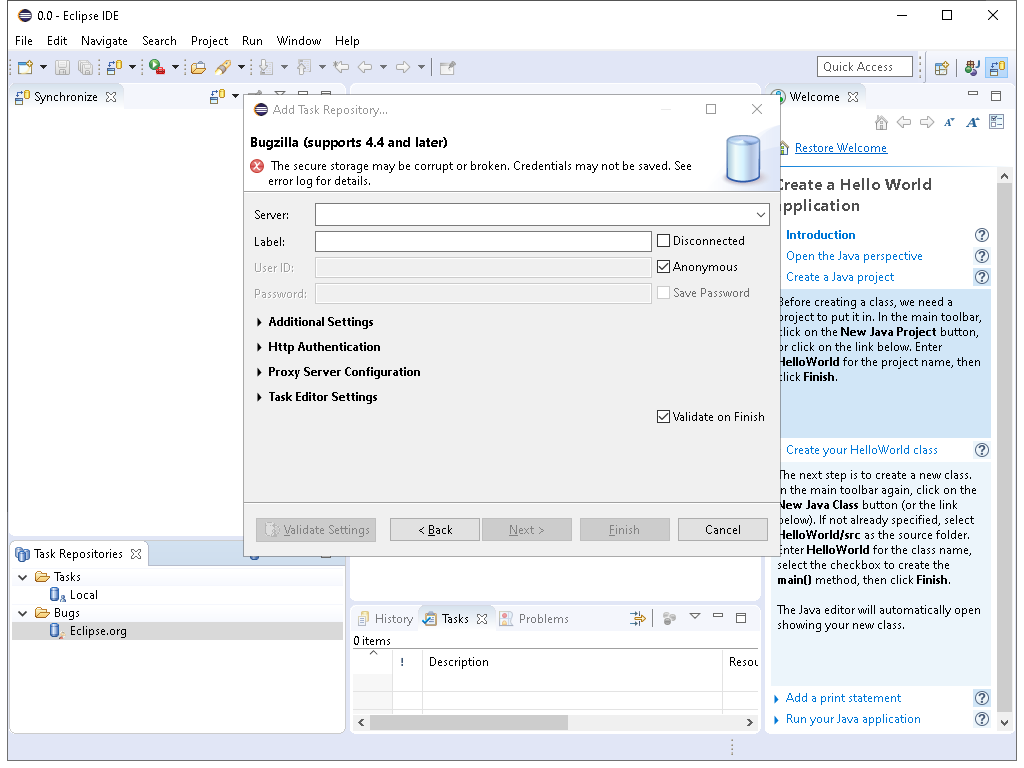 0.0 - Eclipse IDE
File Edit Navigate Search Project Run Window Help
Quick Access
Synchronize
Welcome
Add Task Repository...
Bugzilla (supports 4.4 and later)
The secure storage may be corrupt or broken. Credentials may not be saved. See
error log for details.
Server:
Label:
Disconnected
User ID:
Anonymous
Password:
Save Password
Additional Settings
Http Authentication
Proxy Server Configuration
Task Editor Settings
Validate on Finish
Validate Settings
< Back
Next >
Finish
Cancel
Restore Welcome
Create a Hello World
application
Introduction
Open the Java perspective
Create a Java project
Before creating a class, we need a
project to put it in. In the main toolbar,
click on the New Java Project button,
or click on the link below. Enter
HelloWorld for the project name, then
click Finish.
Create your HelloWorld class
The next step is to create a new class.
In the main toolbar again, click on the
New Java Class button (or the link
below). If not already specified, select
HelloWorld/src as the source folder.
Enter HelloWorld for the class name,
select the checkbox to create the
main() method, then click Finish.
The Java editor will automatically open
showing your new class.
Add a print statement
Run your Java application
Task Repositories
Tasks
Local
Bugs
Eclipse.org
History
Tasks
Problems
0 items
! Description Resou